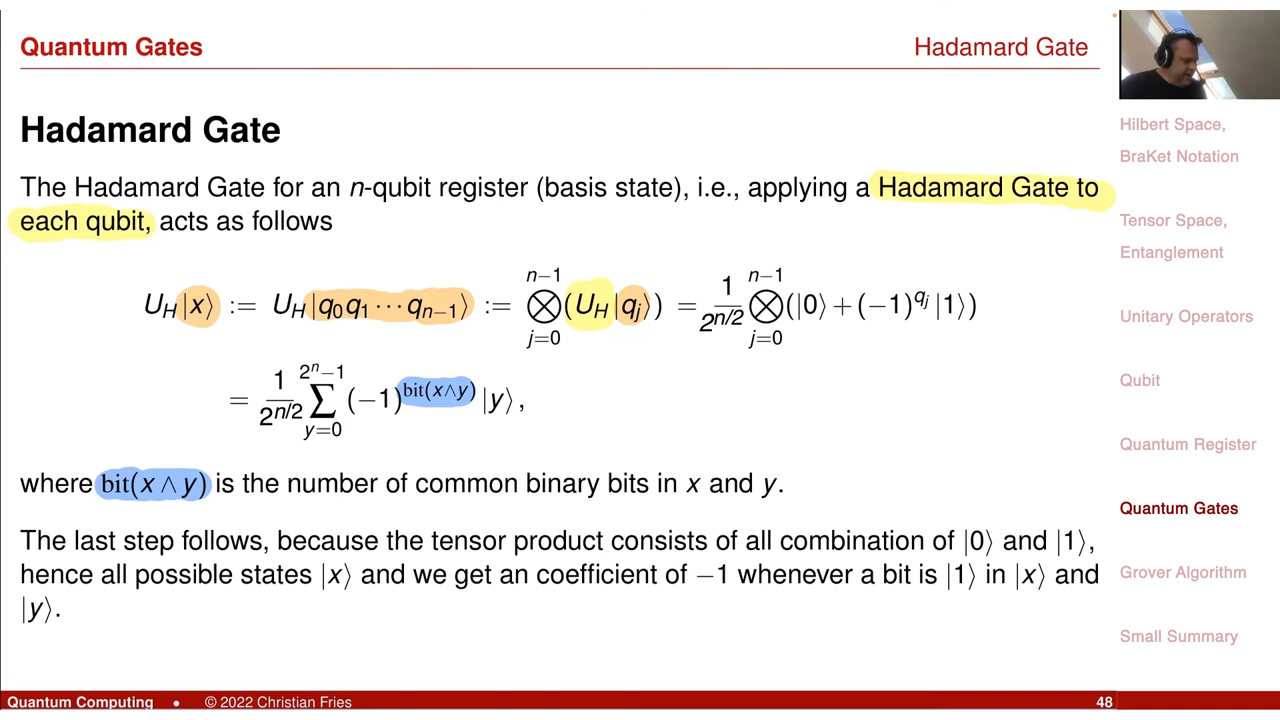 Quantum Gates
Hadamard Gate
Hadamard Gate
The Hadamard Gate for an n-qubit register (basis state), i.e., applying a Hadamard Gate to
each qubit, acts as follows
U_H|x⟩ := U_H|q_0q_1 ⋯ q_{n−1}⟩ := ⨂_{j=0}^{n−1} (U_H|q_j⟩) = 1/2^{n/2} ⨂_{j=0}^{n−1} (|0⟩ + (−1)^{q_j} |1⟩)
= 1/2^{n/2} ∑_{y=0}^{2^n−1} (−1)^{bit(x∧y)} |y⟩,
where bit(x ∧ y) is the number of common binary bits in x and y.
The last step follows, because the tensor product consists of all combination of |0⟩ and |1⟩,
hence all possible states |x⟩ and we get an coefficient of −1 whenever a bit is |1⟩ in |x⟩ and
|y⟩.
Hilbert Space,
BraKet Notation
Tensor Space,
Entanglement
Unitary Operators
Qubit
Quantum Register
Quantum Gates
Grover Algorithm
Small Summary
Quantum Computing • © 2022 Christian Fries
48